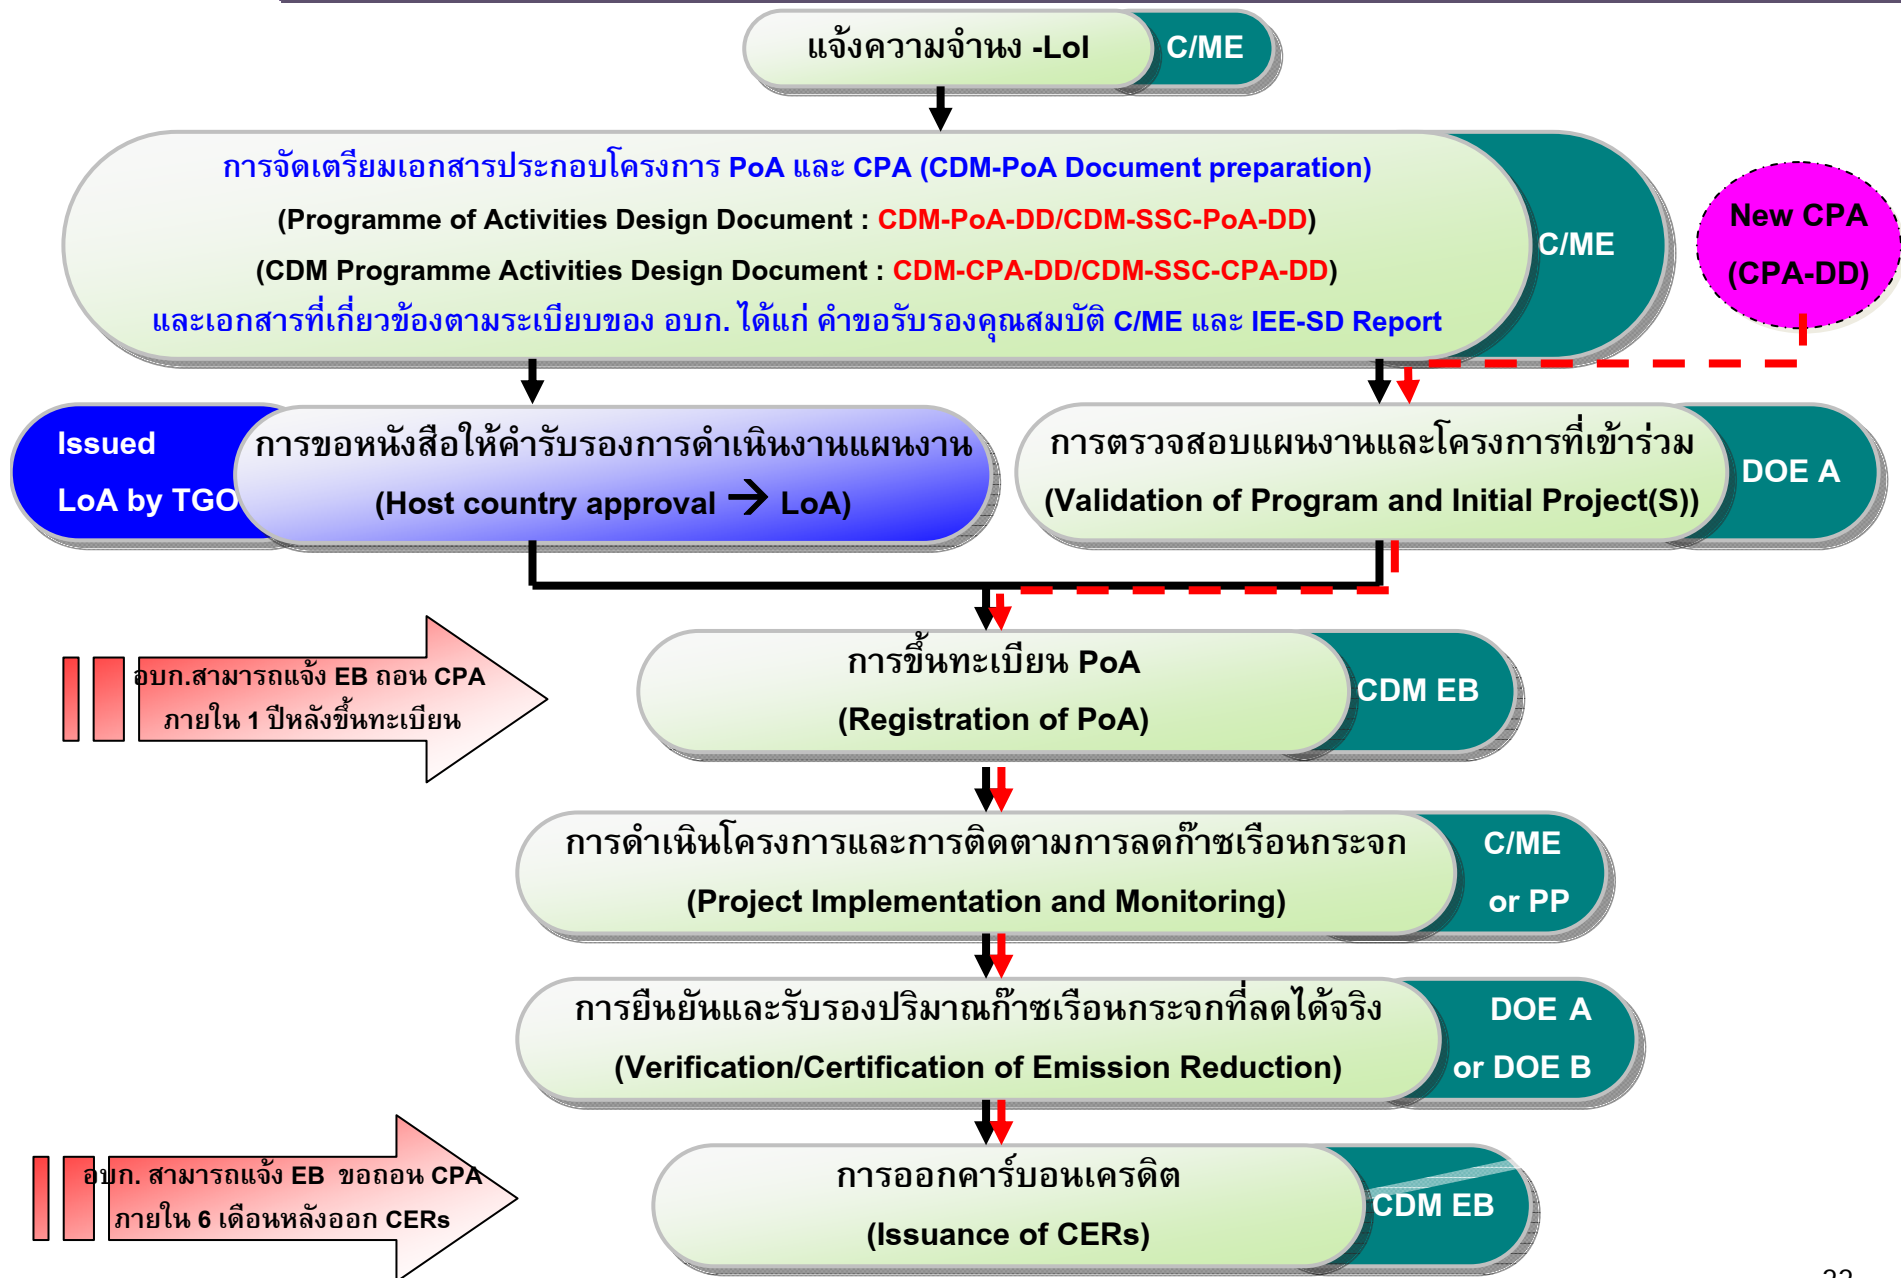 แจ้งความจำนง -LoI
C/ME
การจัดเตรียมเอกสารประกอบโครงการ PoA และ CPA (CDM-PoA Document preparation)
(Programme of Activities Design Document : CDM-PoA-DD/CDM-SSC-PoA-DD)
(CDM Programme Activities Design Document : CDM-CPA-DD/CDM-SSC-CPA-DD)
และเอกสารที่เกี่ยวข้องตามระเบียบของ อบก. ได้แก่ คำขอรับรองคุณสมบัติ C/ME และ IEE-SD Report
C/ME
New CPA
(CPA-DD)
Issued
LoA by TGO
การขอหนังสือให้คำรับรองการดำเนินงานแผนงาน
(Host country approval → LoA)
การตรวจสอบแผนงานและโครงการที่เข้าร่วม
(Validation of Program and Initial Project(S))
DOE A
อบก.สามารถแจ้ง EB ถอน CPA
ภายใน 1 ปีหลังขึ้นทะเบียน
การขึ้นทะเบียน PoA
(Registration of PoA)
CDM EB
การดำเนินโครงการและการติดตามการลดก๊าซเรือนกระจก
(Project Implementation and Monitoring)
C/ME
or PP
การยืนยันและรับรองปริมาณก๊าซเรือนกระจกที่ลดได้จริง
(Verification/Certification of Emission Reduction)
DOE A
or DOE B
อบก. สามารถแจ้ง EB ขอถอน CPA
ภายใน 6 เดือนหลังออก CERs
การออกคาร์บอนเครดิต
(Issuance of CERs)
CDM EB